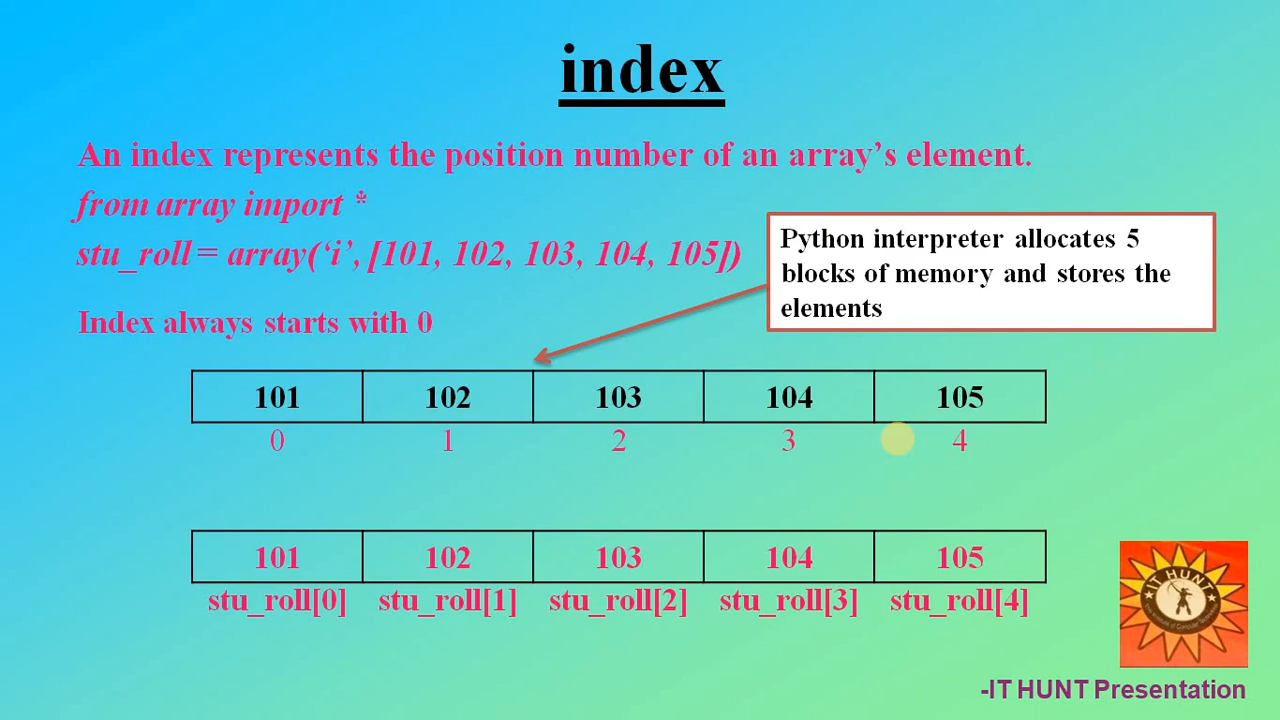 index
An index represents the position number of an array’s element.
from array import *
stu_roll = array(‘i’, [101, 102, 103, 104, 105])
Python interpreter allocates 5
blocks of memory and stores the
elements
Index always starts with 0
101 102 103 104 105
0 1 2 3 4
101 102 103 104 105
stu_roll[0] stu_roll[1] stu_roll[2] stu_roll[3] stu_roll[4]
IT HUNT
-IT HUNT Presentation